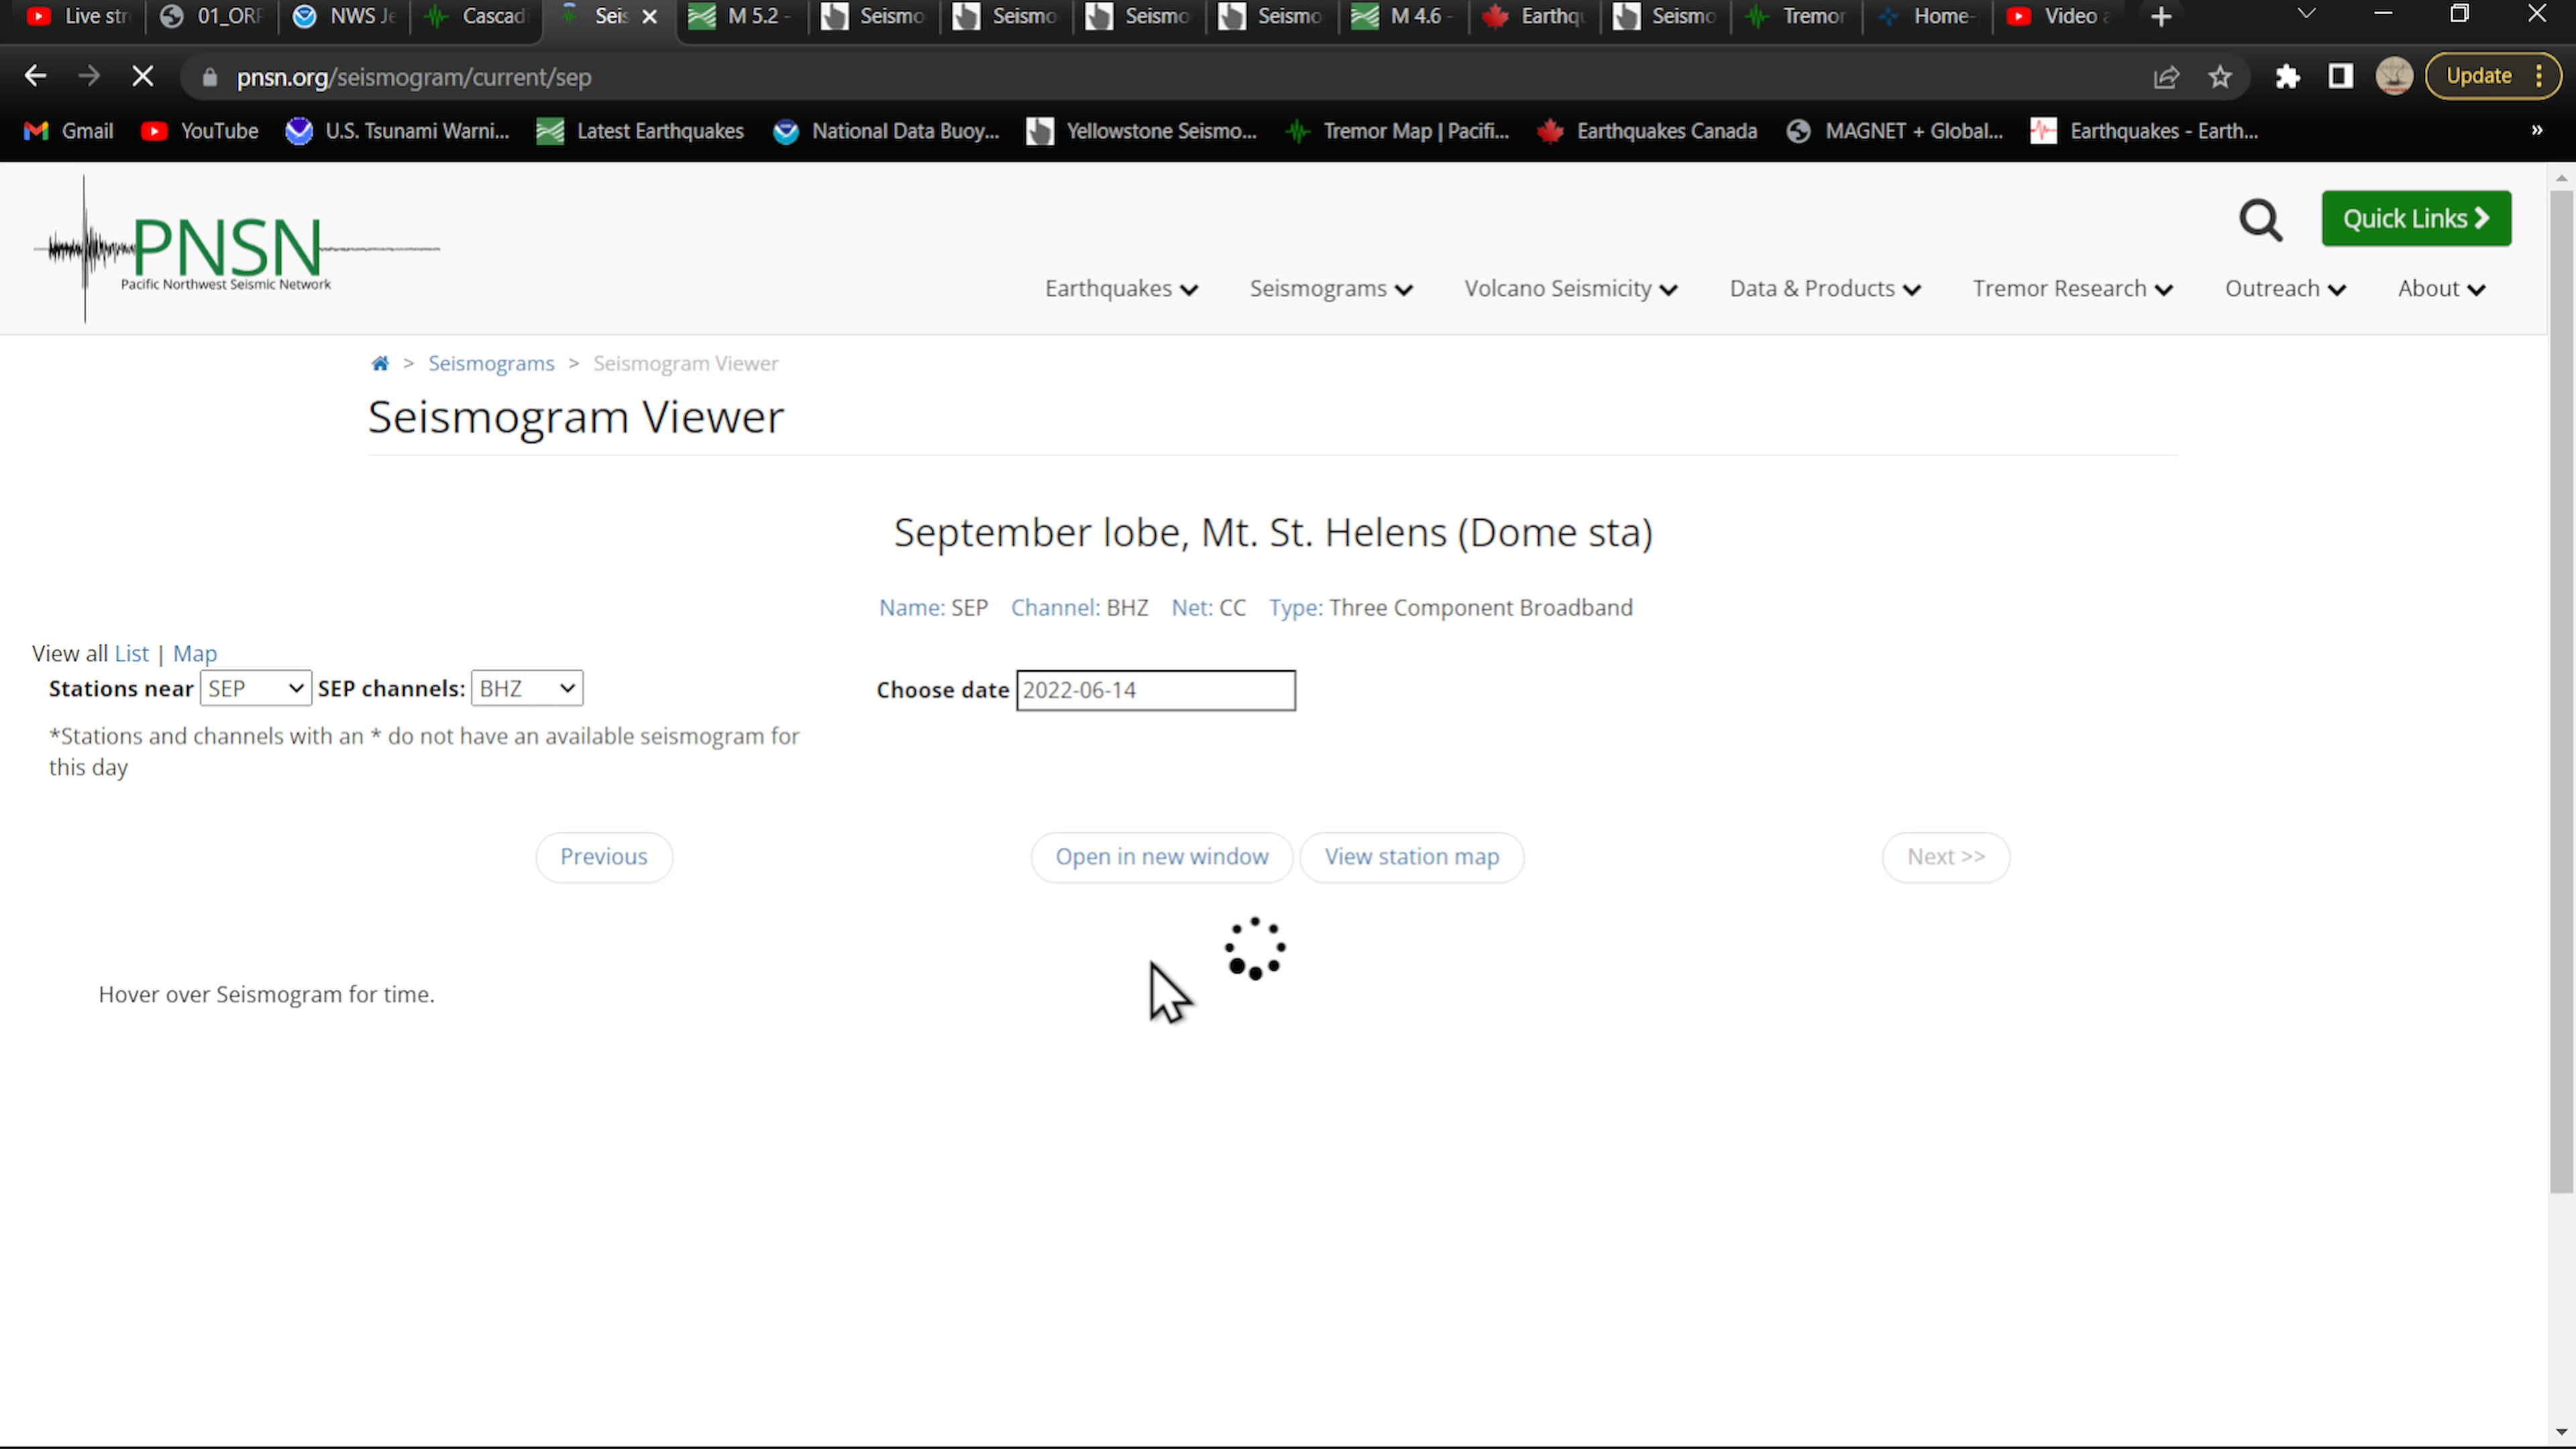 Live str 01_ORF NWS Je Cascad Seis M 5.2 - Seismo Seismo Seismo Seismo M 4.6 - Earthqu Seismo Tremor Home- Video a
pnsn.org/seismogram/current/sep Update
Gmail YouTube U.S. Tsunami Warni... Latest Earthquakes National Data Buoy... Yellowstone Seismo... Tremor Map | Pacifi... Earthquakes Canada MAGNET + Global... Earthquakes - Earth... »
PNSN
Pacific Northwest Seismic Network
Quick Links
Earthquakes Seismograms Volcano Seismicity Data & Products Tremor Research Outreach About
> Seismograms > Seismogram Viewer
Seismogram Viewer
September lobe, Mt. St. Helens (Dome sta)
Name: SEP Channel: BHZ Net: CC Type: Three Component Broadband
View all List | Map
Stations near SEP SEP channels: BHZ
Choose date 2022-06-14
*Stations and channels with an * do not have an available seismogram for
this day
Previous Open in new window View station map Next >>
Hover over Seismogram for time.